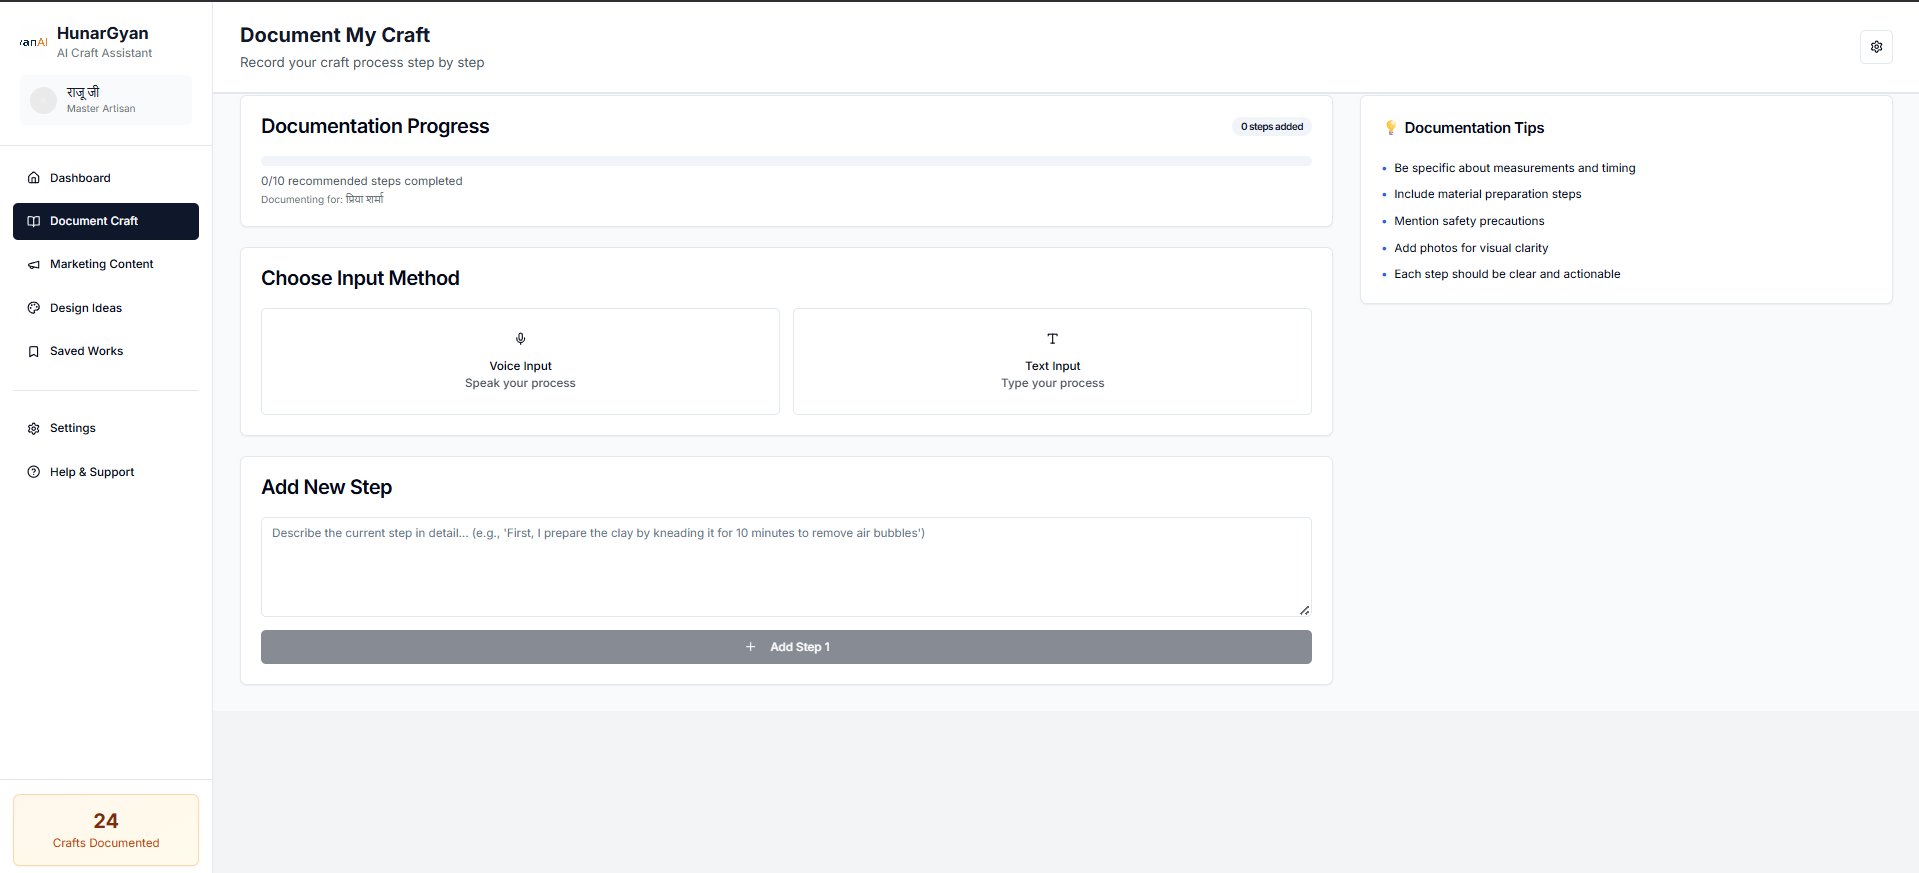 HunarGyan
AI Craft Assistant
राजू जी
Master Artisan
Dashboard
Document Craft
Marketing Content
Design Ideas
Saved Works
Settings
Help & Support
24
Crafts Documented
Document My Craft
Record your craft process step by step
Documentation Progress
0 steps added
0/10 recommended steps completed
Documenting for: प्रिया शर्मा
Choose Input Method
Voice Input
Speak your process
Text Input
Type your process
Add New Step
Describe the current step in detail... (e.g., 'First, I prepare the clay by kneading it for 10 minutes to remove air bubbles')
+ Add Step 1
💡 Documentation Tips
• Be specific about measurements and timing
• Include material preparation steps
• Mention safety precautions
• Add photos for visual clarity
• Each step should be clear and actionable